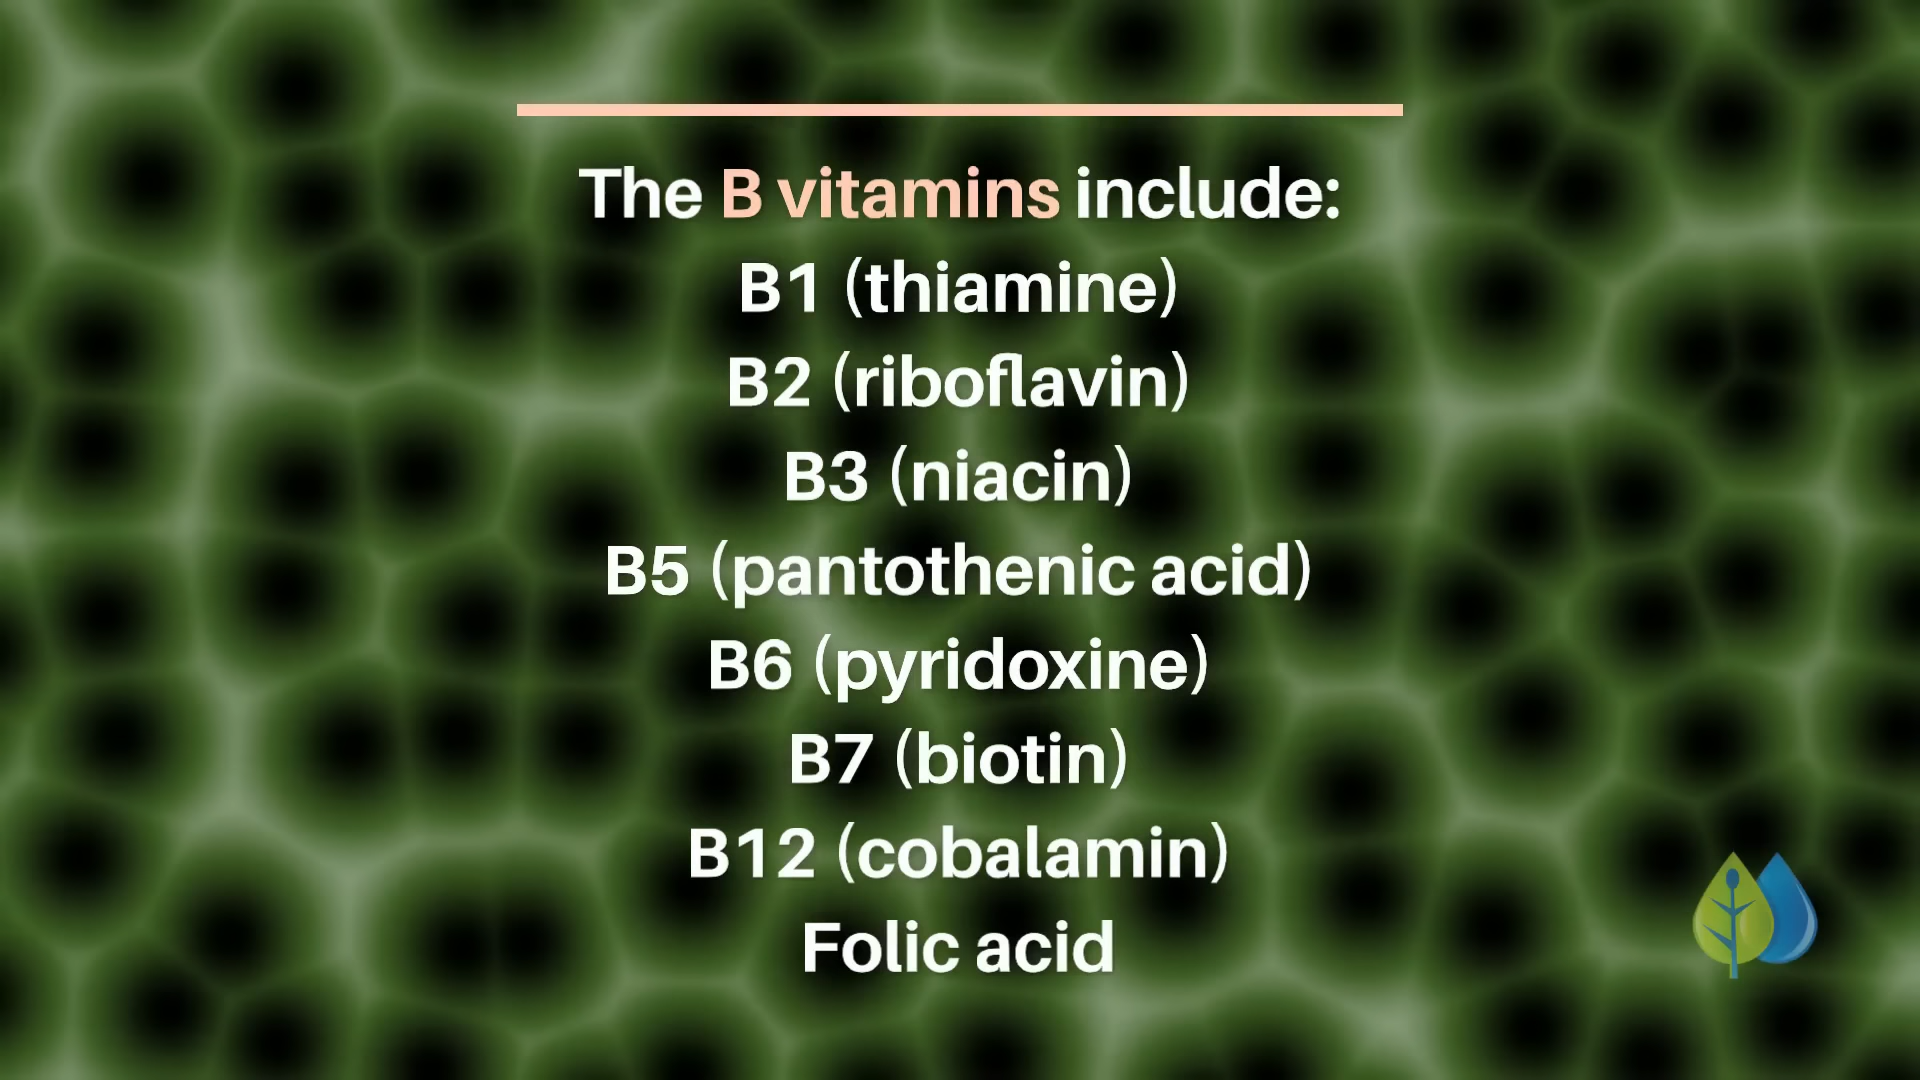 The B vitamins include:
B1 (thiamine)
B2 (riboflavin)
B3 (niacin)
B5 (pantothenic acid)
B6 (pyridoxine)
B7 (biotin)
B12 (cobalamin)
Folic acid